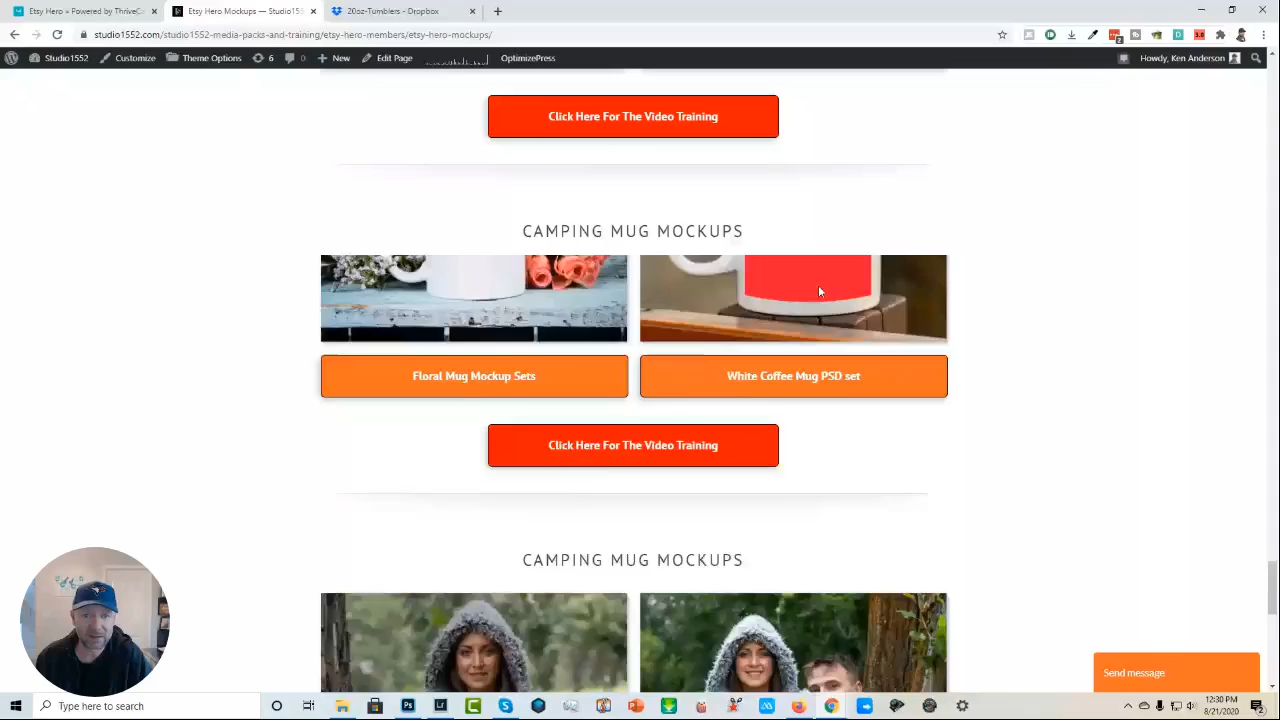 Etsy Hero » Powered by ThriveCa
Etsy Hero Mockups — Studio15
20oz-Tumblers - Dropbox
studio1552.com/studio1552-media-packs-and-training/etsy-hero-members/etsy-hero-mockups/
Studio1552
Customize
Theme Options
6
0
New
Edit Page
OptimizePress
Howdy, Ken Anderson
Click Here For The Video Training
CAMPING MUG MOCKUPS
Floral Mug Mockup Sets
White Coffee Mug PSD set
Click Here For The Video Training
CAMPING MUG MOCKUPS
Send message
Type here to search
12:30 PM
8/21/2020